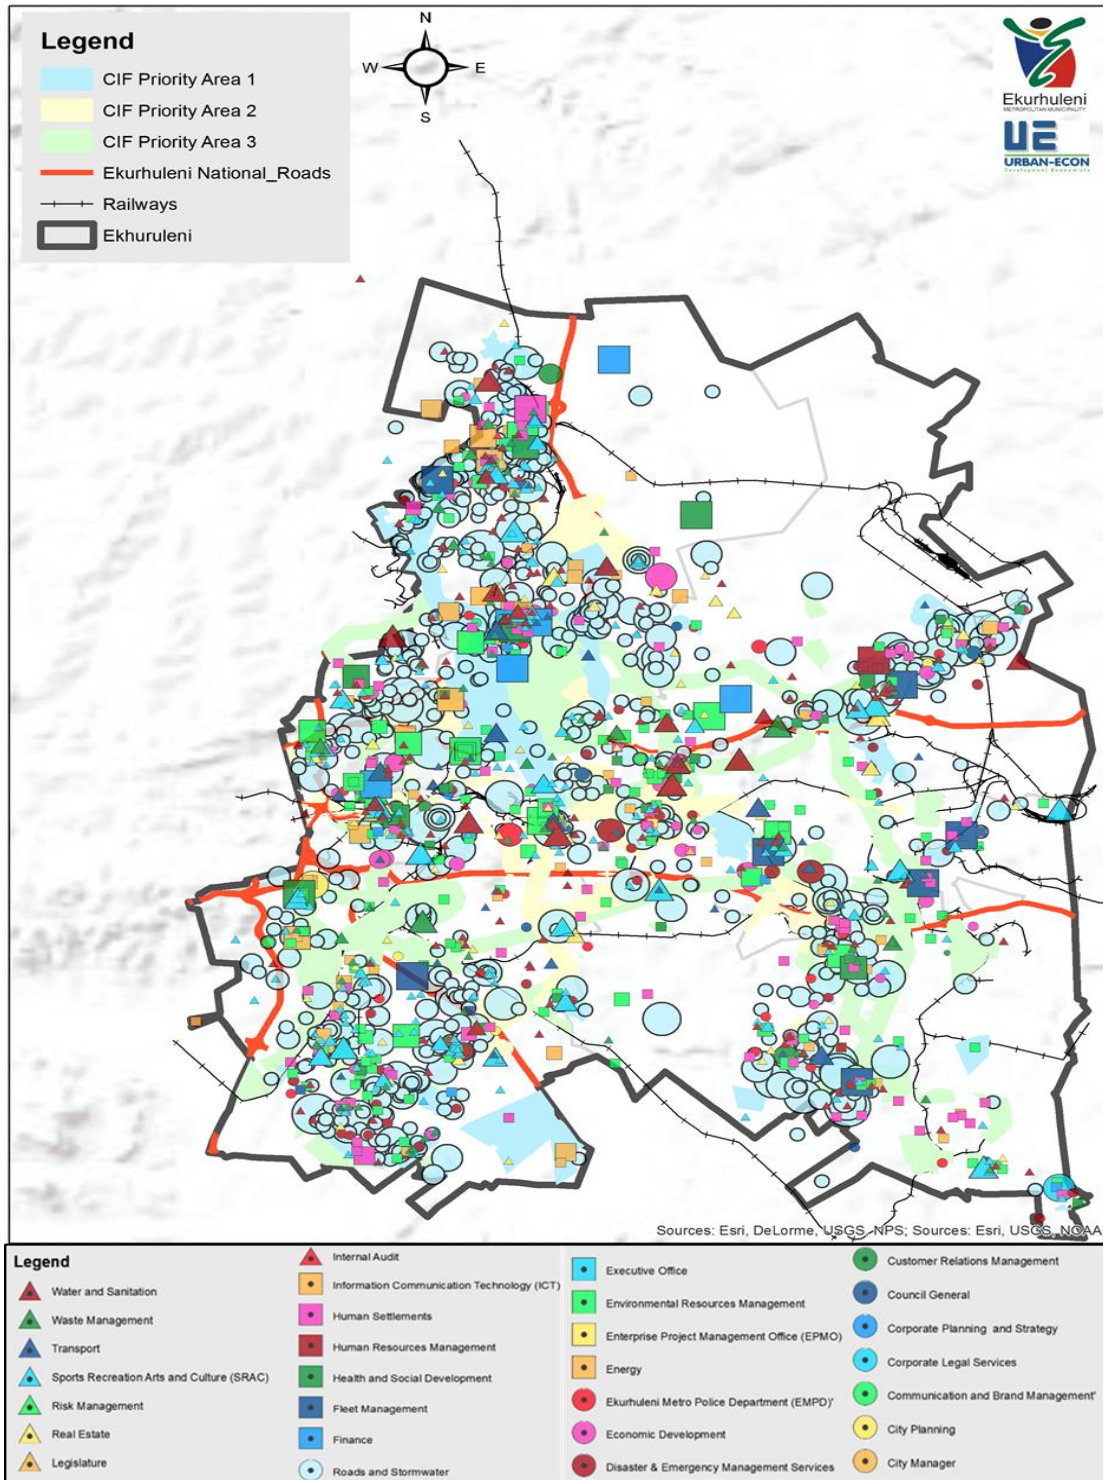 Legend
CIF Priority Area 1
CIF Priority Area 2
CIF Priority Area 3
Ekurhuleni National_Roads
Railways
Ekhuruleni
N
W
E
S
Ekurhuleni
METROPOLITAN MUNICIPALITY
UE
URBAN-ECON
Development Economists
Sources: Esri, DeLorme, USGS, NPS; Sources: Esri, USGS, NOAA
Legend
Water and Sanitation
Waste Management
Transport
Sports Recreation Arts and Culture (SRAC)
Risk Management
Real Estate
Legislature
Internal Audit
Information Communication Technology (ICT)
Human Settlements
Human Resources Management
Health and Social Development
Fleet Management
Finance
Roads and Stormwater
Executive Office
Environmental Resources Management
Enterprise Project Management Office (EPMO)
Energy
Ekurhuleni Metro Police Department (EMPD)'
Economic Development
Disaster & Emergency Management Services
Customer Relations Management
Council General
Corporate Planning and Strategy
Corporate Legal Services
Communication and Brand Management'
City Planning
City Manager